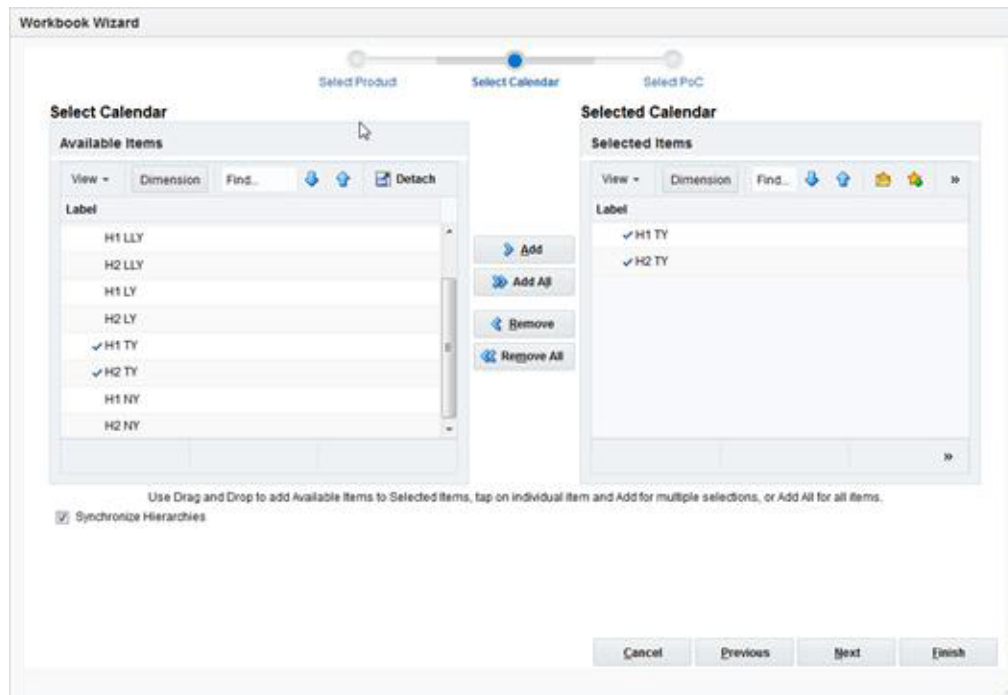 Workbook Wizard
Select Product
Select Calendar
Select PoC
Select Calendar
Available Items
View
Dimension
Find...
Detach
Label
H1 LLY
H2 LLY
H1 LY
H2 LY
H1 TY
H2 TY
H1 NY
H2 NY
Add
Add All
Remove
Remove All
Selected Calendar
Selected Items
View
Dimension
Find...
»
Label
H1 TY
H2 TY
»
Use Drag and Drop to add Available Items to Selected Items, tap on individual item and Add for multiple selections, or Add All for all items.
Synchronize Hierarchies
Cancel
Previous
Next
Finish